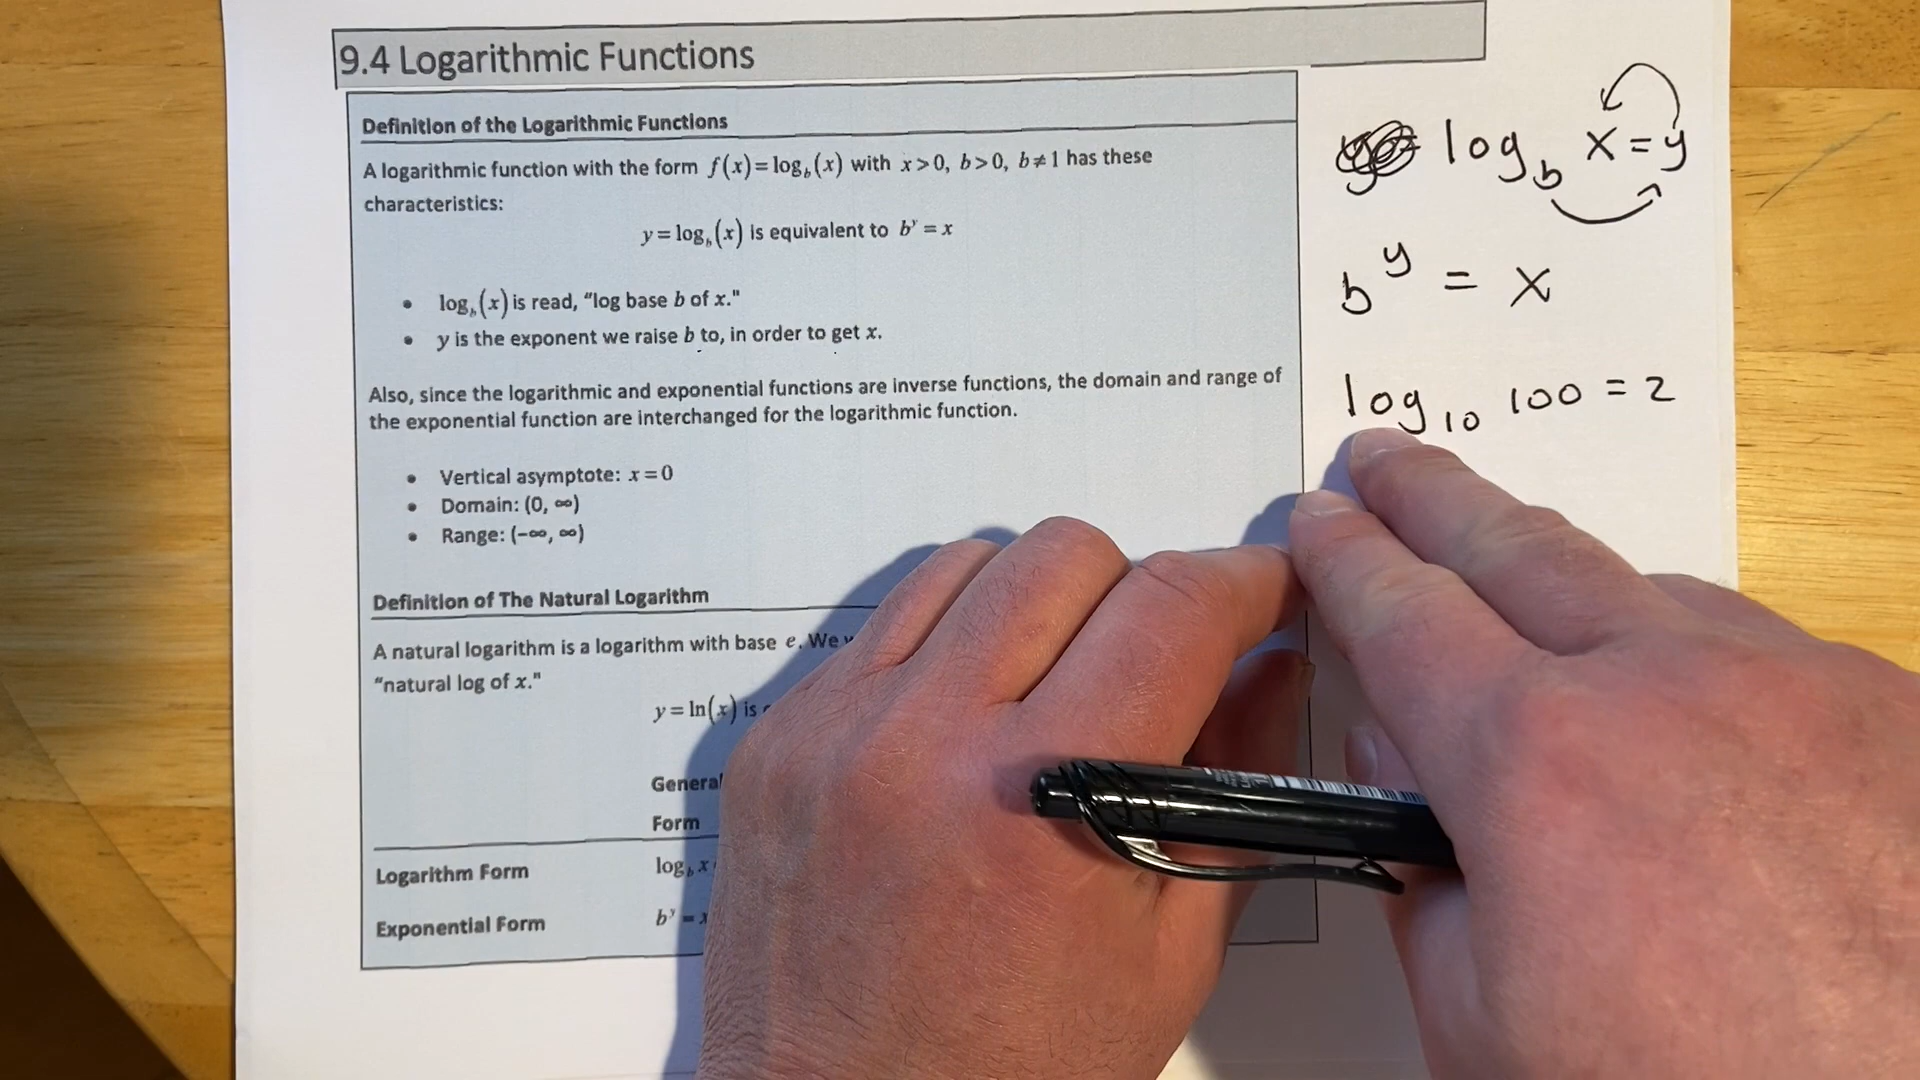 9.4 Logarithmic Functions
Definition of the Logarithmic Functions
A logarithmic function with the form f(x)=log_b(x) with x>0, b>0, b≠1 has these
characteristics:
y=log_b(x) is equivalent to b^y = x
• log_b(x) is read, “log base b of x."
• y is the exponent we raise b to, in order to get x.
Also, since the logarithmic and exponential functions are inverse functions, the domain and range of
the exponential function are interchanged for the logarithmic function.
• Vertical asymptote: x=0
• Domain: (0, ∞)
• Range: (-∞, ∞)
Definition of The Natural Logarithm
A natural logarithm is a logarithm with base e. We
“natural log of x."
y=ln(x) is
General
Form
Logarithm Form log_b x
Exponential Form b^y = x
log_b x = y
b^y = x
log_10 100 = 2